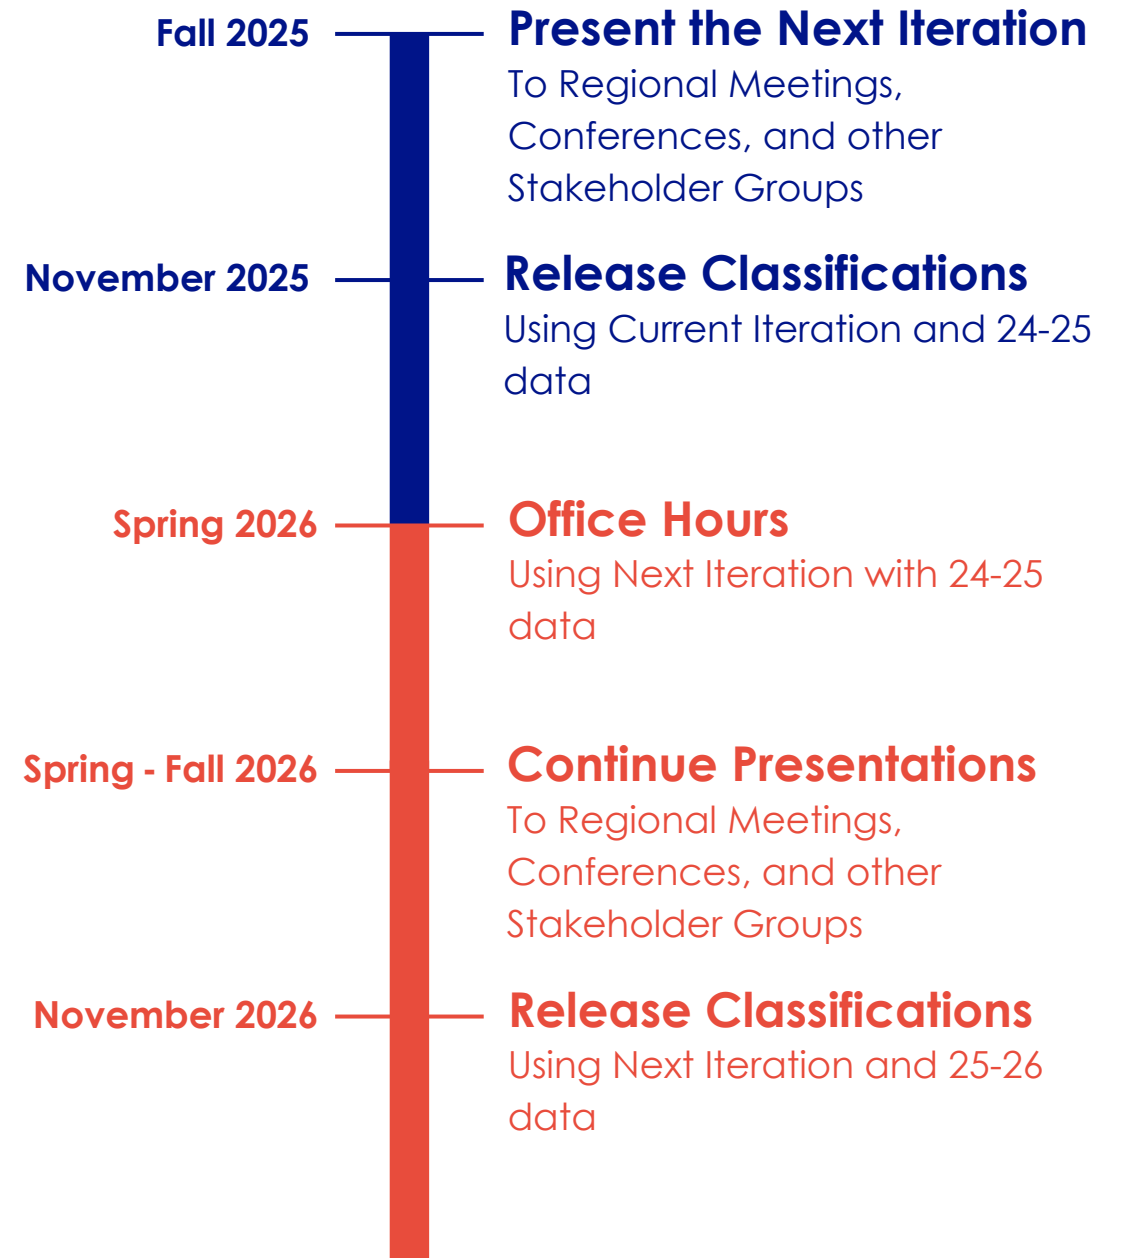 Fall 2025
Present the Next Iteration
To Regional Meetings,
Conferences, and other
Stakeholder Groups
November 2025
Release Classifications
Using Current Iteration and 24-25
data
Spring 2026
Office Hours
Using Next Iteration with 24-25
data
Spring - Fall 2026
Continue Presentations
To Regional Meetings,
Conferences, and other
Stakeholder Groups
November 2026
Release Classifications
Using Next Iteration and 25-26
data